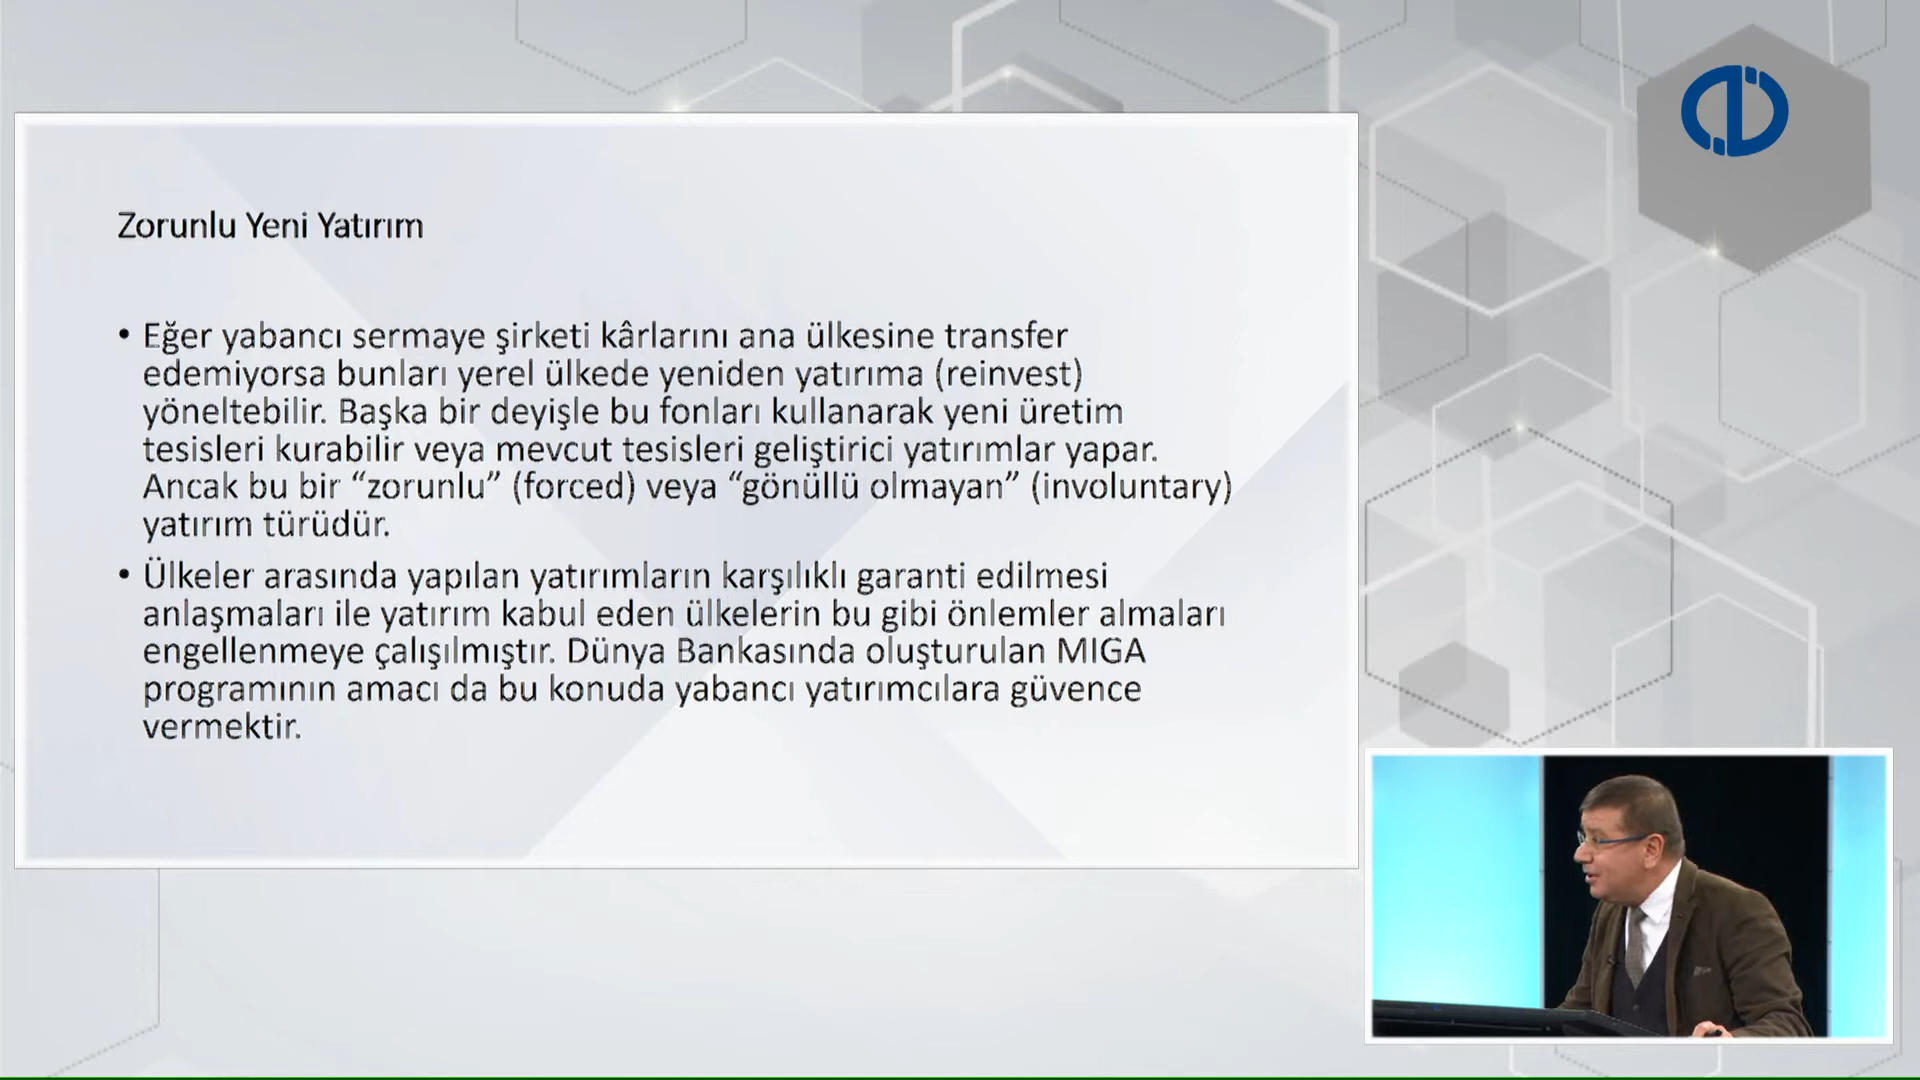 Zorunlu Yeni Yatırım
• Eğer yabancı sermaye şirketi kârlarını ana ülkesine transfer
edemiyorsa bunları yerel ülkede yeniden yatırıma (reinvest)
yöneltebilir. Başka bir deyişle bu fonları kullanarak yeni üretim
tesisleri kurabilir veya mevcut tesisleri geliştirici yatırımlar yapar.
Ancak bu bir “zorunlu” (forced) veya “gönüllü olmayan” (involuntary)
yatırım türüdür.
• Ülkeler arasında yapılan yatırımların karşılıklı garanti edilmesi
anlaşmaları ile yatırım kabul eden ülkelerin bu gibi önlemler almaları
engellenmeye çalışılmıştır. Dünya Bankasında oluşturulan MIGA
programının amacı da bu konuda yabancı yatırımcılara güvence
vermektir.